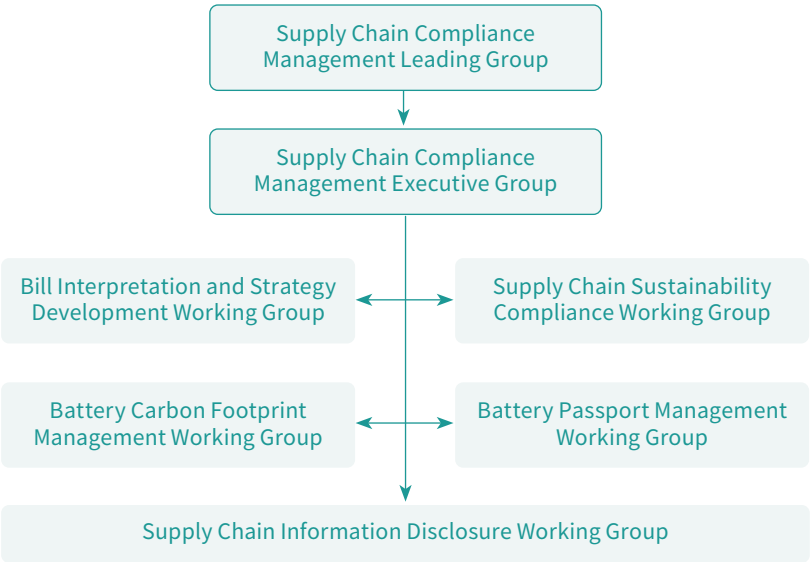 Supply Chain Compliance
Management Leading Group
Supply Chain Compliance
Management Executive Group
Bill Interpretation and Strategy
Development Working Group
Supply Chain Sustainability
Compliance Working Group
Battery Carbon Footprint
Management Working Group
Battery Passport Management
Working Group
Supply Chain Information Disclosure Working Group